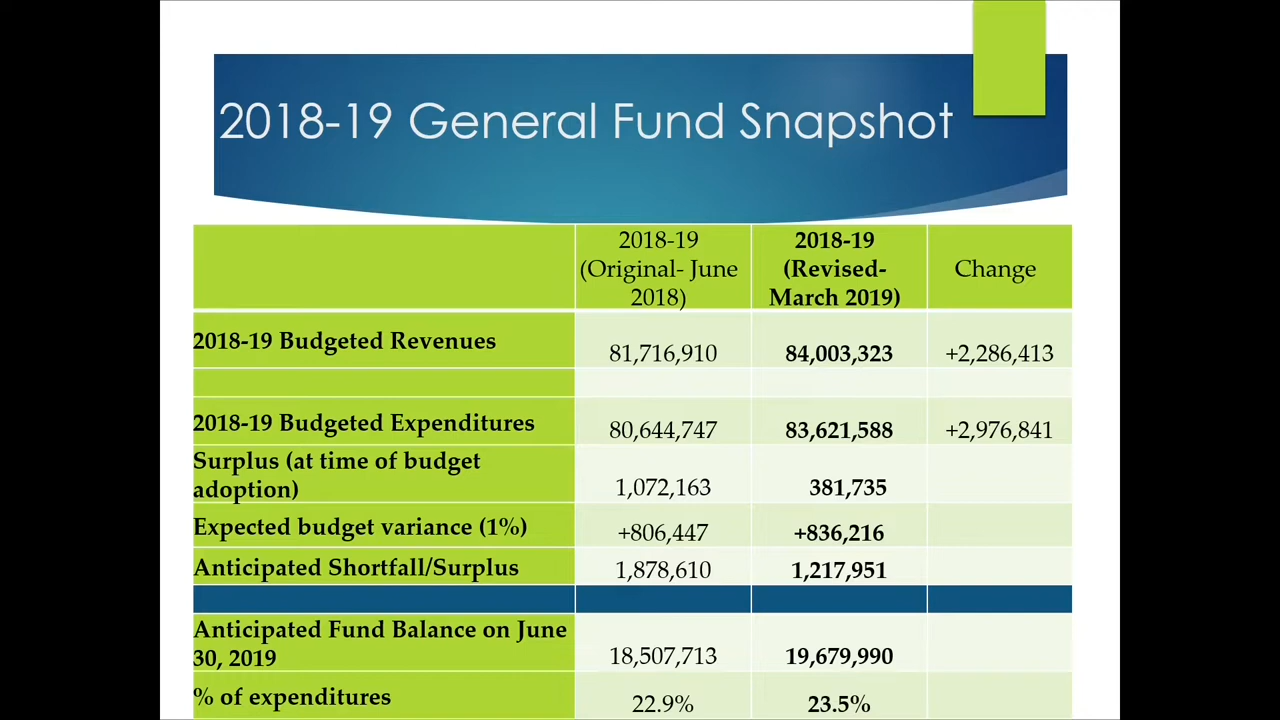 2018-19 General Fund Snapshot
2018-19 (Original- June 2018) 2018-19 (Revised- March 2019) Change
2018-19 Budgeted Revenues 81,716,910 84,003,323 +2,286,413
2018-19 Budgeted Expenditures 80,644,747 83,621,588 +2,976,841
Surplus (at time of budget adoption) 1,072,163 381,735
Expected budget variance (1%) +806,447 +836,216
Anticipated Shortfall/Surplus 1,878,610 1,217,951
Anticipated Fund Balance on June 30, 2019 18,507,713 19,679,990
% of expenditures 22.9% 23.5%